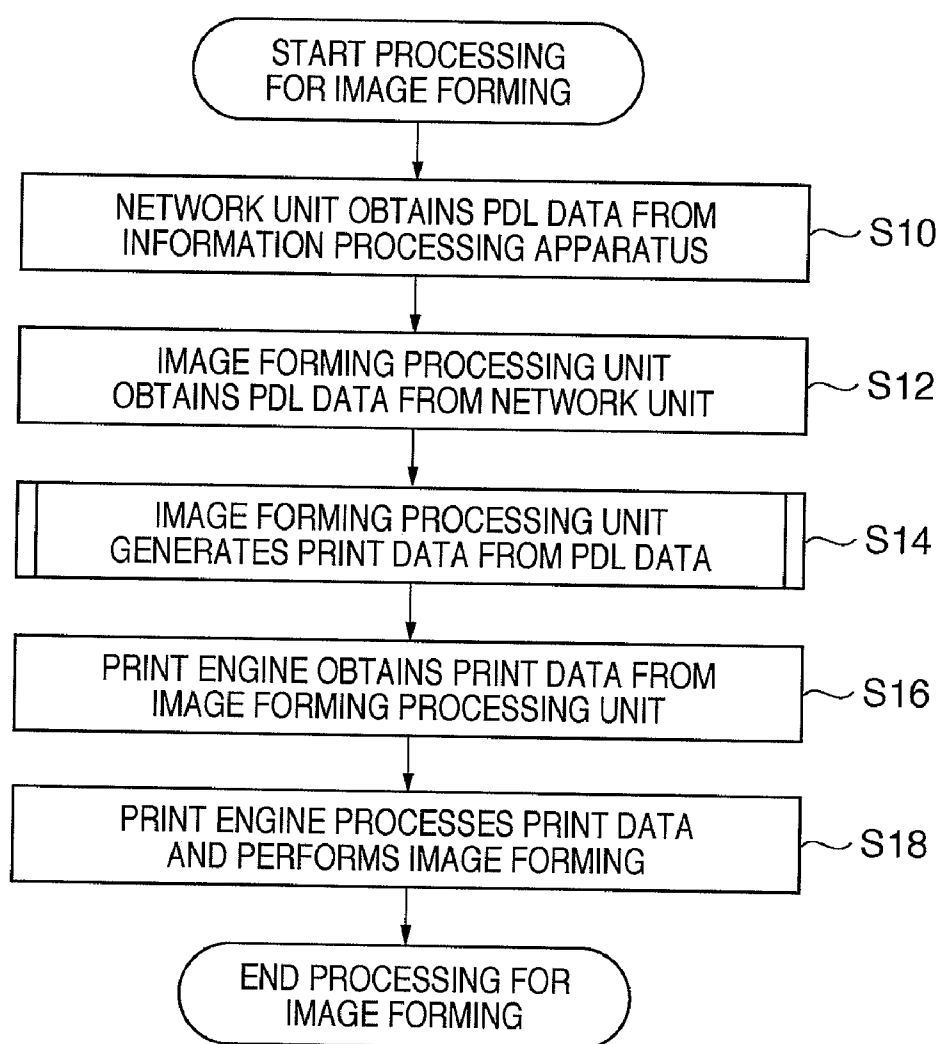 START PROCESSING
FOR IMAGE FORMING
NETWORK UNIT OBTAINS PDL DATA FROM
INFORMATION PROCESSING APPARATUS
S10
IMAGE FORMING PROCESSING UNIT
OBTAINS PDL DATA FROM NETWORK UNIT
S12
IMAGE FORMING PROCESSING UNIT
GENERATES PRINT DATA FROM PDL DATA
S14
PRINT ENGINE OBTAINS PRINT DATA FROM
IMAGE FORMING PROCESSING UNIT
S16
PRINT ENGINE PROCESSES PRINT DATA
AND PERFORMS IMAGE FORMING
S18
END PROCESSING FOR
IMAGE FORMING